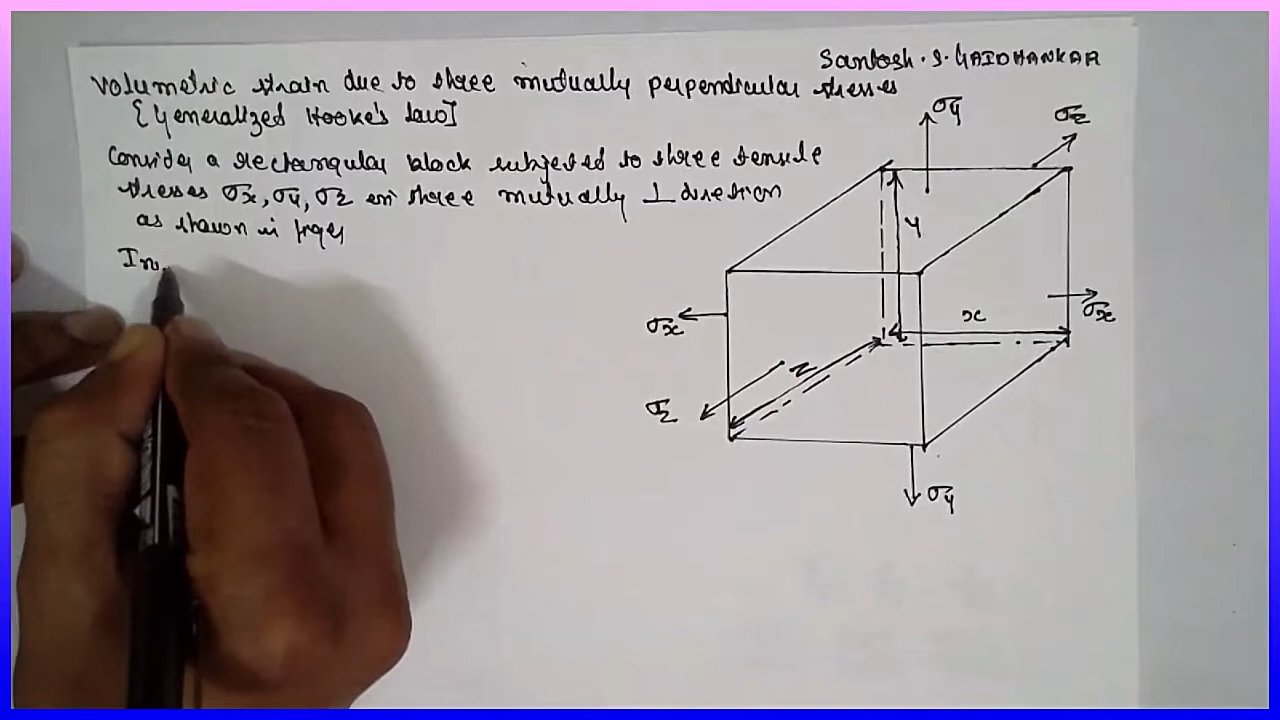 Santosh. S. GAIDHANKAR
Volumetric strain due to three mutually perpendicular stresses
[Generalized Hooke's law]
Consider a rectangular block subjected to three tensile
stresses σx, σy, σz in three mutually ⊥ direction
as shown in
In
σy
σz
y
x
σx
σx
z
σz
σy